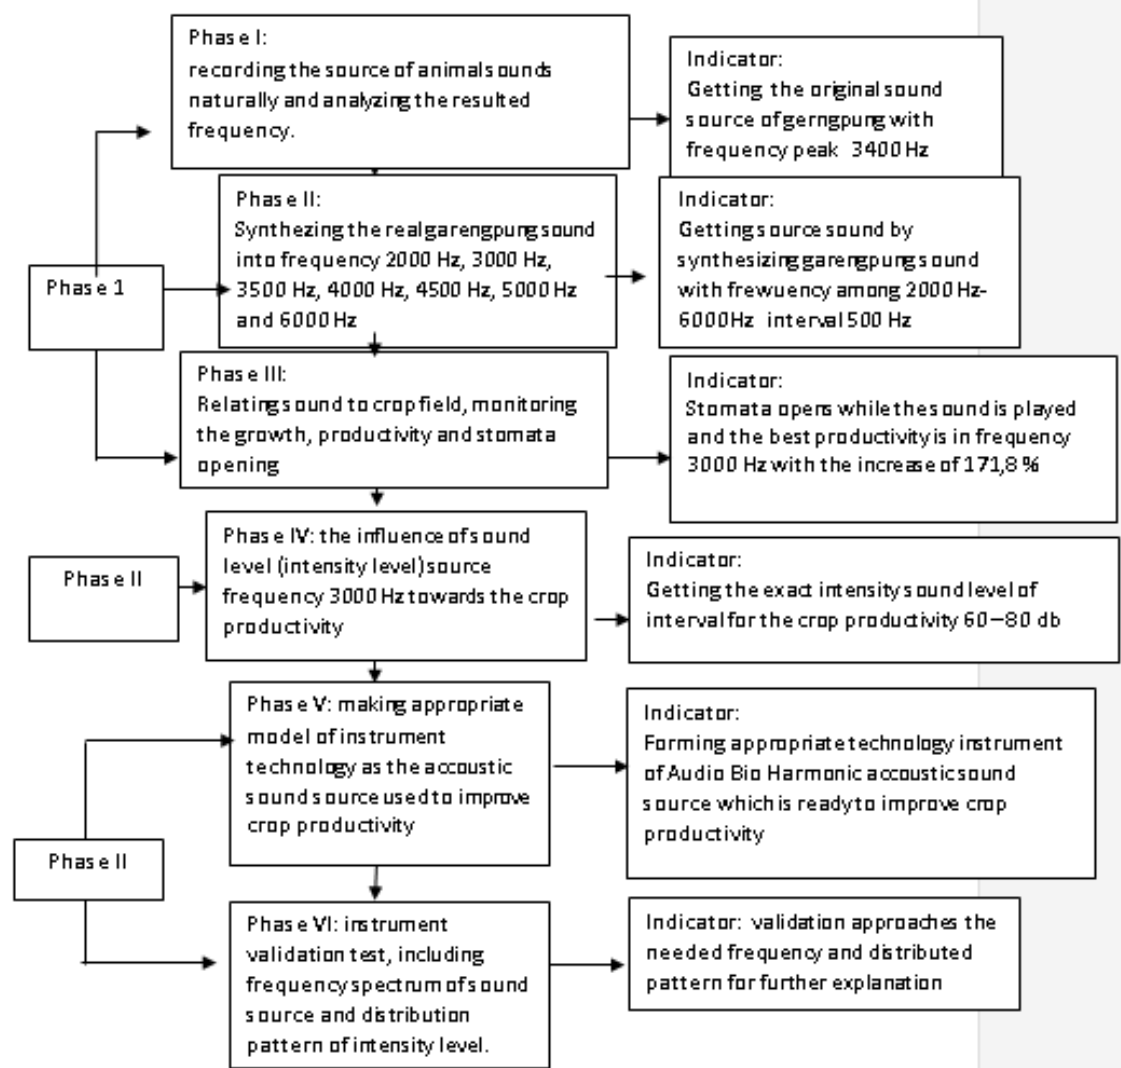 Phase I:
recording the source of animal sounds
naturally and analyzing the resulted
frequency.
Indicator:
Getting the original sound
source of gerngpung with
frequency peak 3400 Hz
Phase 1
Phase II:
Synthezing the real garengpung sound
into frequency 2000 Hz, 3000 Hz,
3500 Hz, 4000 Hz, 4500 Hz, 5000 Hz
and 6000 Hz
Indicator:
Getting source sound by
synthesizing garengpung sound
with frewuency among 2000 Hz-
6000Hz interval 500 Hz
Phase III:
Relating sound to crop field, monitoring
the growth, productivity and stomata
opening
Indicator:
Stomata opens while the sound is played
and the best productivity is in frequency
3000 Hz with the increase of 171,8 %
Phase II
Phase IV: the influence of sound
level (intensity level) source
frequency 3000 Hz towards the crop
productivity
Indicator:
Getting the exact intensity sound level of
interval for the crop productivity 60–80 db
Phase II
Phase V: making appropriate
model of instrument
technology as the accoustic
sound source used to improve
crop productivity
Indicator:
Forming appropriate technology instrument
of Audio Bio Harmonic accoustic sound
source which is ready to improve crop
productivity
Phase VI: instrument
validation test, including
frequency spectrum of sound
source and distribution
pattern of intensity level.
Indicator: validation approaches the
needed frequency and distributed
pattern for further explanation